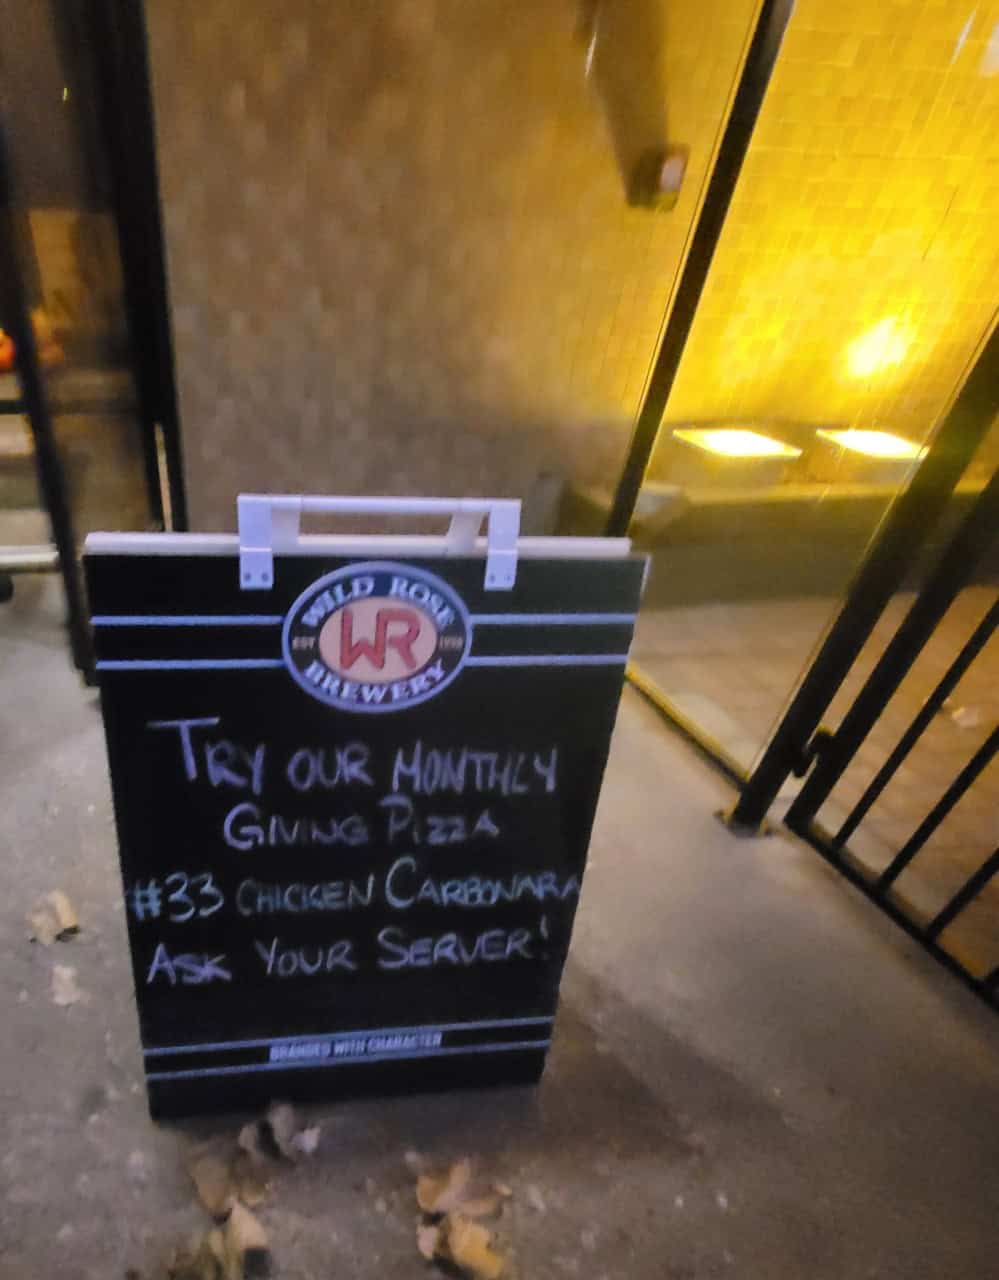 WILD ROSE
EST WR
BREWERY
TRY OUR MONTHLY
GIVING PIZZA
#33 CHICKEN CARBONARA
ASK YOUR SERVER!
BRANDED WITH CHARACTER